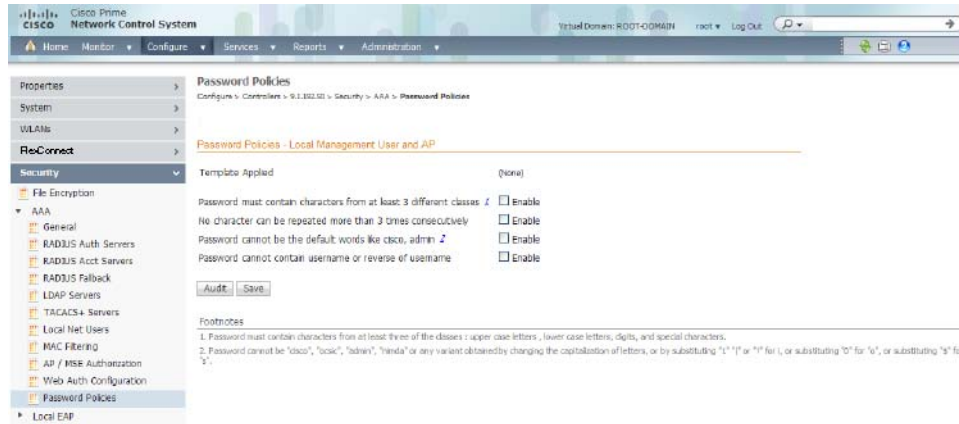 Cisco Prime
CISCO Network Control System
Virtual Domain: ROOT-DOMAIN root Log Out
Home Monitor Configure Services Reports Administration
Properties
System
WLANs
FlexConnect
Security
File Encryption
AAA
General
RADIUS Auth Servers
RADIUS Acct Servers
RADIUS Fallback
LDAP Servers
TACACS+ Servers
Local Net Users
MAC Filtering
AP / MSE Authorization
Web Auth Configuration
Password Policies
Local EAP
Password Policies
Configure > Controllers > 9.1.192.50 > Security > AAA > Password Policies
Password Policies - Local Management User and AP
Template Applied (None)
Password must contain characters from at least 3 different classes 1 Enable
No character can be repeated more than 3 times consecutively Enable
Password cannot be the default words like cisco, admin 2 Enable
Password cannot contain username or reverse of username Enable
Audit Save
Footnotes
1. Password must contain characters from at least three of the classes : upper case letters , lower case letters, digits, and special characters.
2. Password cannot be "cisco", "ocsic", "admin", "nimda" or any variant obtained by changing the capitalization of letters, or by substituting "1" "|" or "!" for i, or substituting "0" for "o", or substituting "$" for
"s".